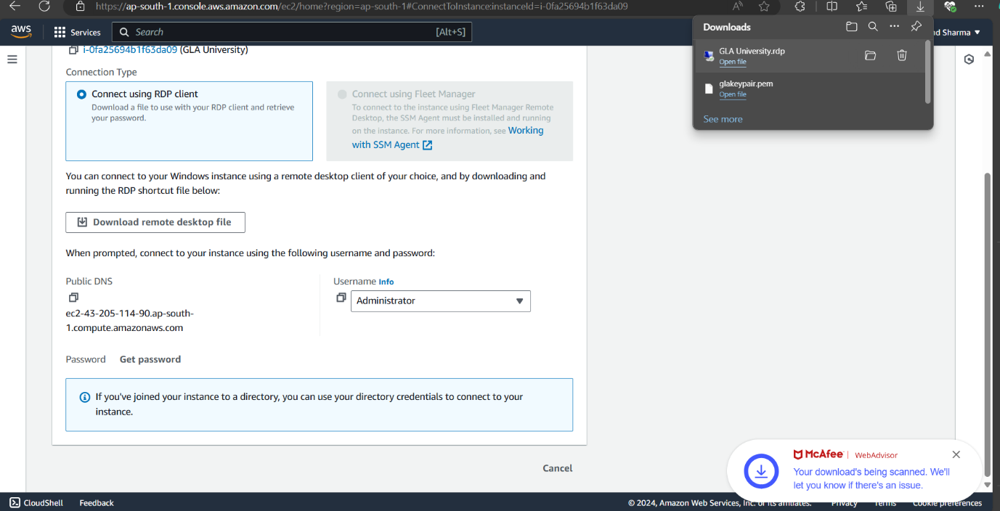 https://ap-south-1.console.aws.amazon.com/ec2/home?region=ap-south-1#ConnectToInstance:instanceId=i-0fa25694b1f63da09
aws
Services
Search
[Alt+S]
nd Sharma
Downloads
GLA University.rdp
Open file
glakeypair.pem
Open file
See more
i-0fa25694b1f63da09 (GLA University)
Connection Type
Connect using RDP client
Download a file to use with your RDP client and retrieve
your password.
Connect using Fleet Manager
To connect to the instance using Fleet Manager Remote
Desktop, the SSM Agent must be installed and running
on the instance. For more information, see Working
with SSM Agent
You can connect to your Windows instance using a remote desktop client of your choice, and by downloading and
running the RDP shortcut file below:
Download remote desktop file
When prompted, connect to your instance using the following username and password:
Public DNS
ec2-43-205-114-90.ap-south-
1.compute.amazonaws.com
Username Info
Administrator
Password Get password
If you've joined your instance to a directory, you can use your directory credentials to connect to your
instance.
Cancel
McAfee | WebAdvisor
Your download's being scanned. We'll
let you know if there's an issue.
CloudShell Feedback
© 2024, Amazon Web Services, Inc. or its affiliates. Privacy Terms Cookie preferences